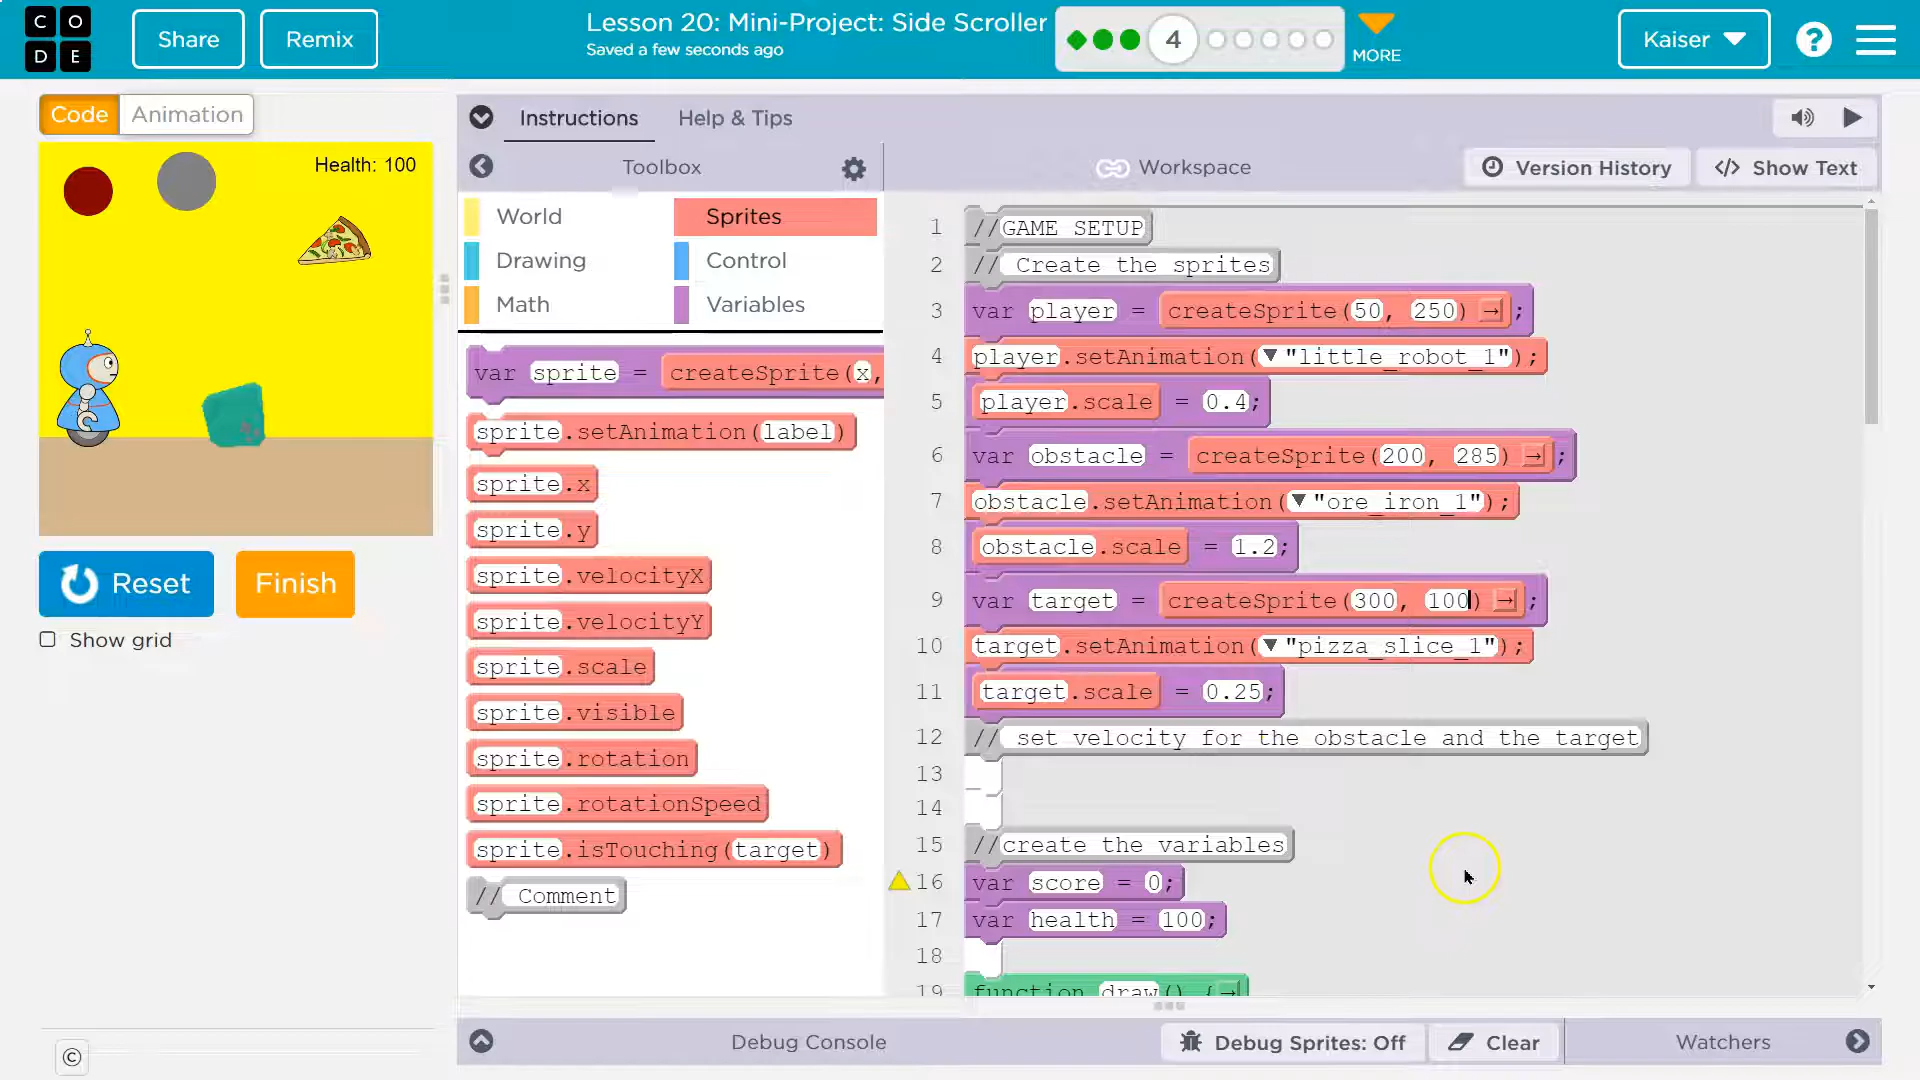 CODE
Share
Remix
Lesson 20: Mini-Project: Side Scroller
Saved a few seconds ago
4
MORE
Kaiser
?
Code
Animation
Health: 100
Reset
Finish
Show grid
©
Instructions
Help & Tips
Toolbox
Workspace
Version History
</> Show Text
World
Sprites
Drawing
Control
Math
Variables
var sprite = createSprite(x,
sprite.setAnimation(label)
sprite.x
sprite.y
sprite.velocityX
sprite.velocityY
sprite.scale
sprite.visible
sprite.rotation
sprite.rotationSpeed
sprite.isTouching(target)
// Comment
1 //GAME SETUP
2 // Create the sprites
3 var player = createSprite(50, 250) → ;
4 player.setAnimation(▼"little_robot_1");
5 player.scale = 0.4;
6 var obstacle = createSprite(200, 285) → ;
7 obstacle.setAnimation(▼"ore_iron_1");
8 obstacle.scale = 1.2;
9 var target = createSprite(300, 100) → ;
10 target.setAnimation(▼"pizza_slice_1");
11 target.scale = 0.25;
12 // set velocity for the obstacle and the target
13
14
15 //create the variables
16 var score = 0;
17 var health = 100;
18
19 function draw() { →
Debug Console
Debug Sprites: Off
Clear
Watchers